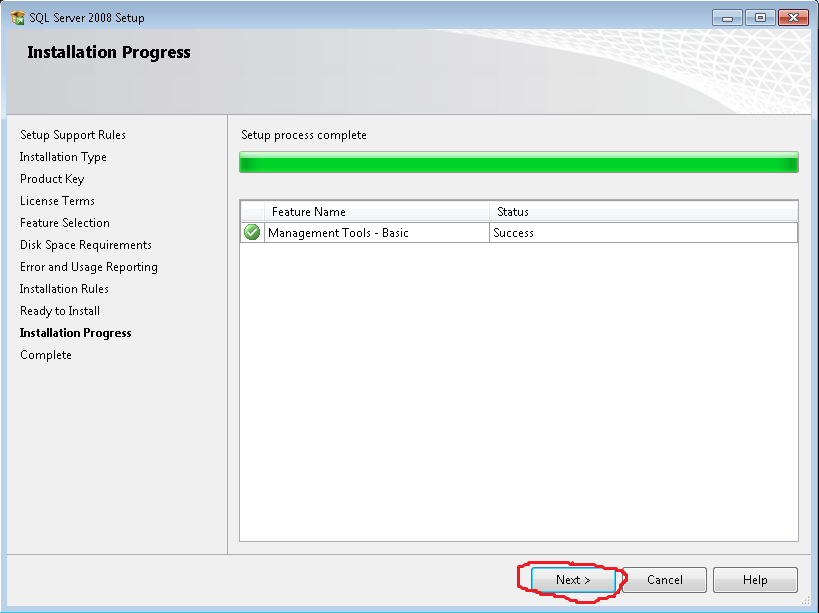 SQL Server 2008 Setup
Installation Progress
Setup Support Rules
Installation Type
Product Key
License Terms
Feature Selection
Disk Space Requirements
Error and Usage Reporting
Installation Rules
Ready to Install
Installation Progress
Complete
Setup process complete
Feature Name Status
Management Tools - Basic Success
Next > Cancel Help